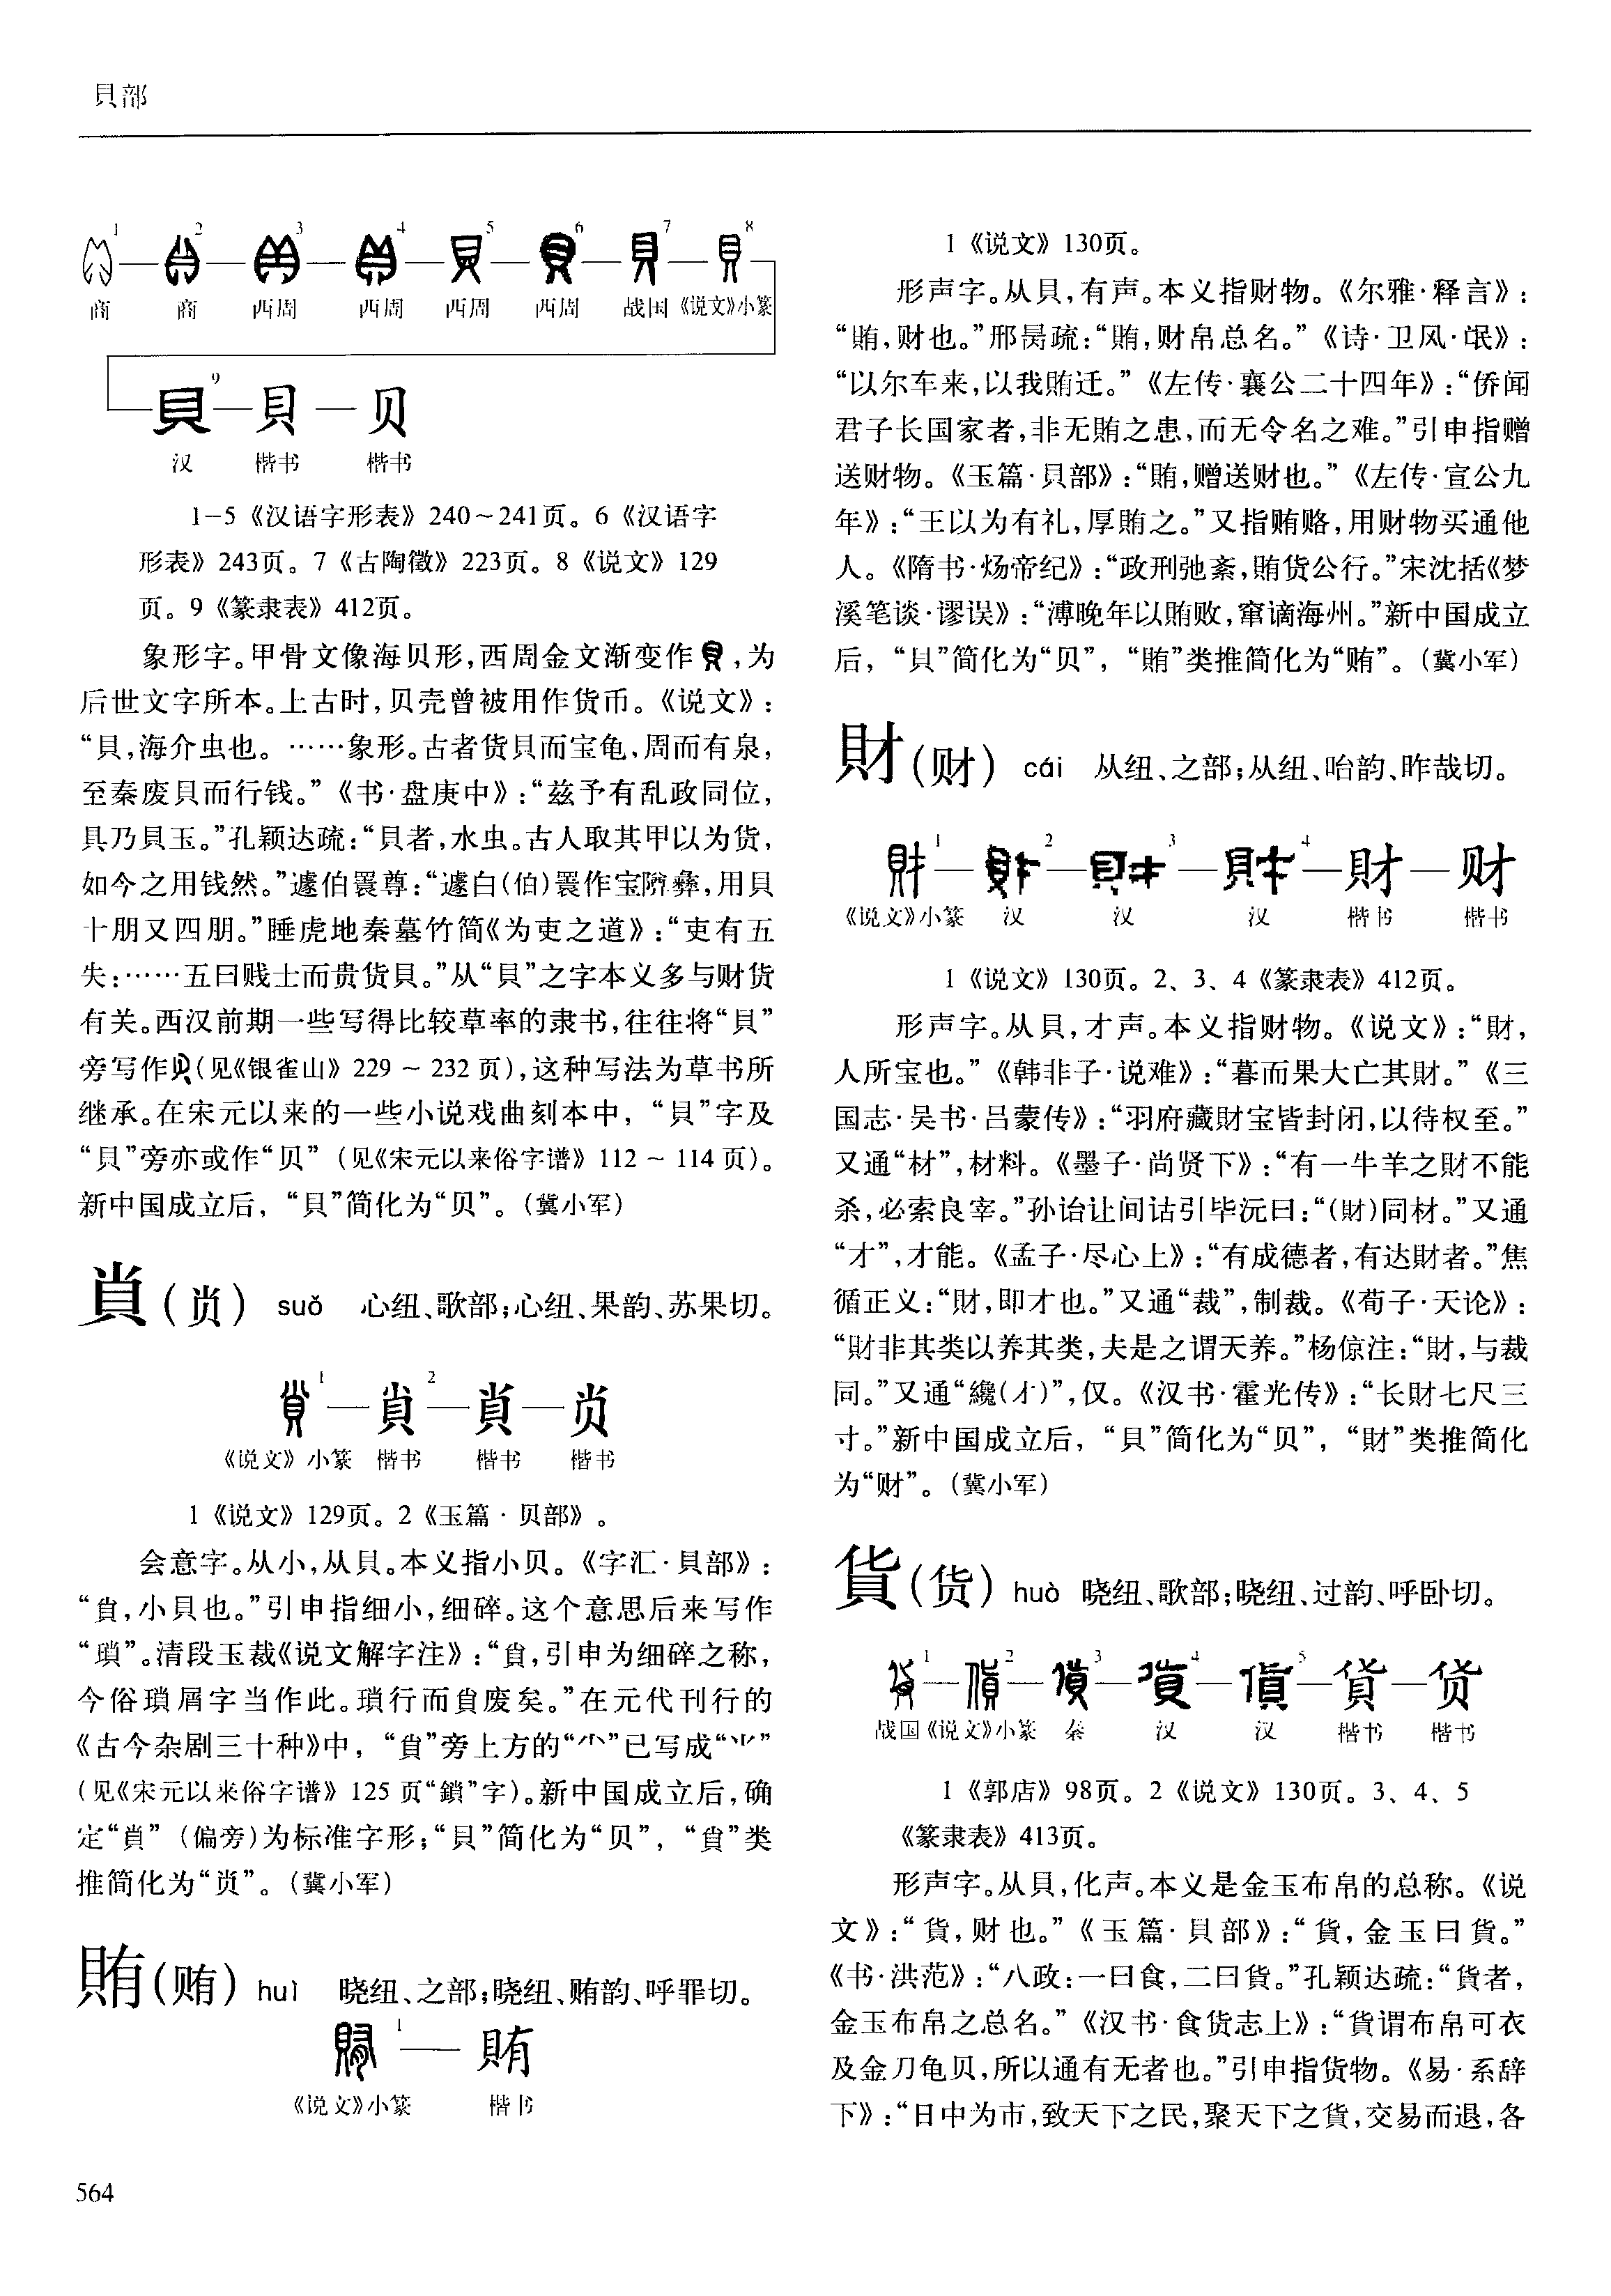 貝部
1 2 3 4 5 6 7 8
商 商 西周 西周 西周 西周 战国 《说文》小篆
9
貝 貝 贝
汉 楷书 楷书
1-5《汉语字形表》240~241页。6《汉语字
形表》243页。7《古陶徵》223页。8《说文》129
页。9《篆隶表》412页。
象形字。甲骨文像海贝形,西周金文渐变作,为
后世文字所本。上古时,贝壳曾被用作货币。《说文》:
“貝,海介虫也。……象形。古者货貝而宝龟,周而有泉,
至秦废貝而行钱。”《书·盘庚中》:“兹予有乱政同位,
具乃貝玉。”孔颖达疏:“貝者,水虫。古人取其甲以为货,
如今之用钱然。”遽伯睘尊:“遽白(伯)睘作宝彝,用貝
十朋又四朋。”睡虎地秦墓竹简《为吏之道》:“吏有五
失:……五曰贱士而贵货貝。”从“貝”之字本义多与财货
有关。西汉前期一些写得比较草率的隶书,往往将“貝”
旁写作(见《银雀山》229~232页),这种写法为草书所
继承。在宋元以来的一些小说戏曲刻本中,“貝”字及
“貝”旁亦或作“贝”(见《宋元以来俗字谱》112~114页)。
新中国成立后,“貝”简化为“贝”。(冀小军)
貟(贠) suǒ 心纽、歌部;心纽、果韵、苏果切。
1 2
《说文》小篆 楷书 楷书 楷书
1《说文》129页。2《玉篇·贝部》。
会意字。从小,从貝。本义指小贝。《字汇·貝部》:
“,小貝也。”引申指细小,细碎。这个意思后来写作
“瑣”。清段玉裁《说文解字注》:“,引申为细碎之称,
今俗瑣屑字当作此。瑣行而废矣。”在元代刊行的
《古今杂剧三十种》中,“”旁上方的“”已写成“”
(见《宋元以来俗字谱》125页“鎖”字)。新中国成立后,确
定“”(偏旁)为标准字形;“貝”简化为“贝”,“”类
推简化为“”。(冀小军)
賄(贿) huì 晓纽、之部;晓纽、贿韵、呼罪切。
1 賄
《说文》小篆 楷书
1《说文》130页。
形声字。从貝,有声。本义指财物。《尔雅·释言》:
“賄,财也。”邢昺疏:“賄,财帛总名。”《诗·卫风·氓》:
“以尔车来,以我賄迁。”《左传·襄公二十四年》:“侨闻
君子长国家者,非无賄之患,而无令名之难。”引申指赠
送财物。《玉篇·貝部》:“賄,赠送财也。”《左传·宣公九
年》:“王以为有礼,厚賄之。”又指贿赂,用财物买通他
人。《隋书·炀帝纪》:“政刑弛紊,賄货公行。”宋沈括《梦
溪笔谈·谬误》:“溥晚年以賄败,窜谪海州。”新中国成立
后,“貝”简化为“贝”,“賄”类推简化为“贿”。(冀小军)
財(财) cái 从纽、之部;从纽、咍韵、昨哉切。
1 2 3 4 財 财
《说文》小篆 汉 汉 汉 楷书 楷书
1《说文》130页。2、3、4《篆隶表》412页。
形声字。从貝,才声。本义指财物。《说文》:“財,
人所宝也。”《韩非子·说难》:“暮而果大亡其財。”《三
国志·吴书·吕蒙传》:“羽府藏財宝皆封闭,以待权至。”
又通“材”,材料。《墨子·尚贤下》:“有一牛羊之財不能
杀,必索良宰。”孙诒让间诂引毕沅曰:“(財)同材。”又通
“才”,才能。《孟子·尽心上》:“有成德者,有达財者。”焦
循正义:“財,即才也。”又通“裁”,制裁。《荀子·天论》:
“財非其类以养其类,夫是之谓天养。”杨倞注:“財,与裁
同。”又通“纔(才)”,仅。《汉书·霍光传》:“长財七尺三
寸。”新中国成立后,“貝”简化为“贝”,“財”类推简化
为“财”。(冀小军)
貨(货) huò 晓纽、歌部;晓纽、过韵、呼卧切。
1 2 3 4 5 貨 货
战国 《说文》小篆 秦 汉 汉 楷书 楷书
1《郭店》98页。2《说文》130页。3、4、5
《篆隶表》413页。
形声字。从貝,化声。本义是金玉布帛的总称。《说
文》:“貨,财也。”《玉篇·貝部》:“貨,金玉曰貨。”
《书·洪范》:“八政:一曰食,二曰貨。”孔颖达疏:“貨者,
金玉布帛之总名。”《汉书·食货志上》:“貨谓布帛可衣
及金刀龟贝,所以通有无者也。”引申指货物。《易·系辞
下》:“日中为市,致天下之民,聚天下之貨,交易而退,各
564